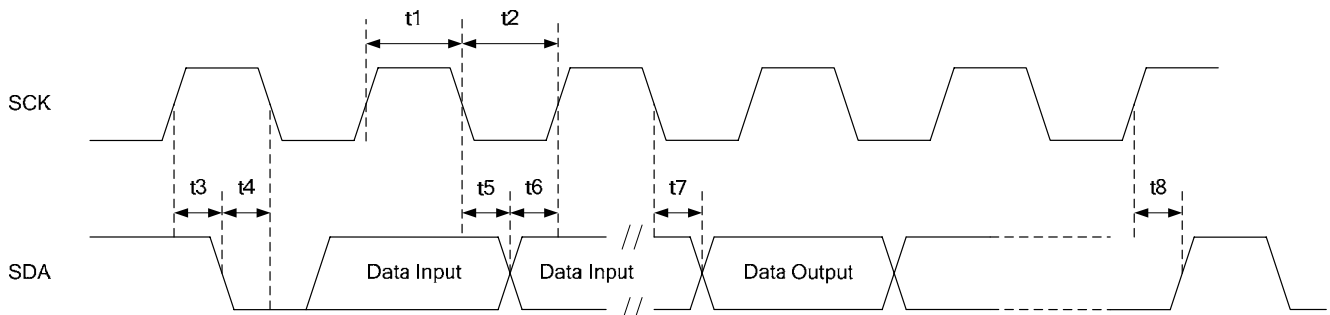 t1
t2
SCK
t3
t4
t5
t6
t7
t8
SDA
Data Input
Data Input
Data Output